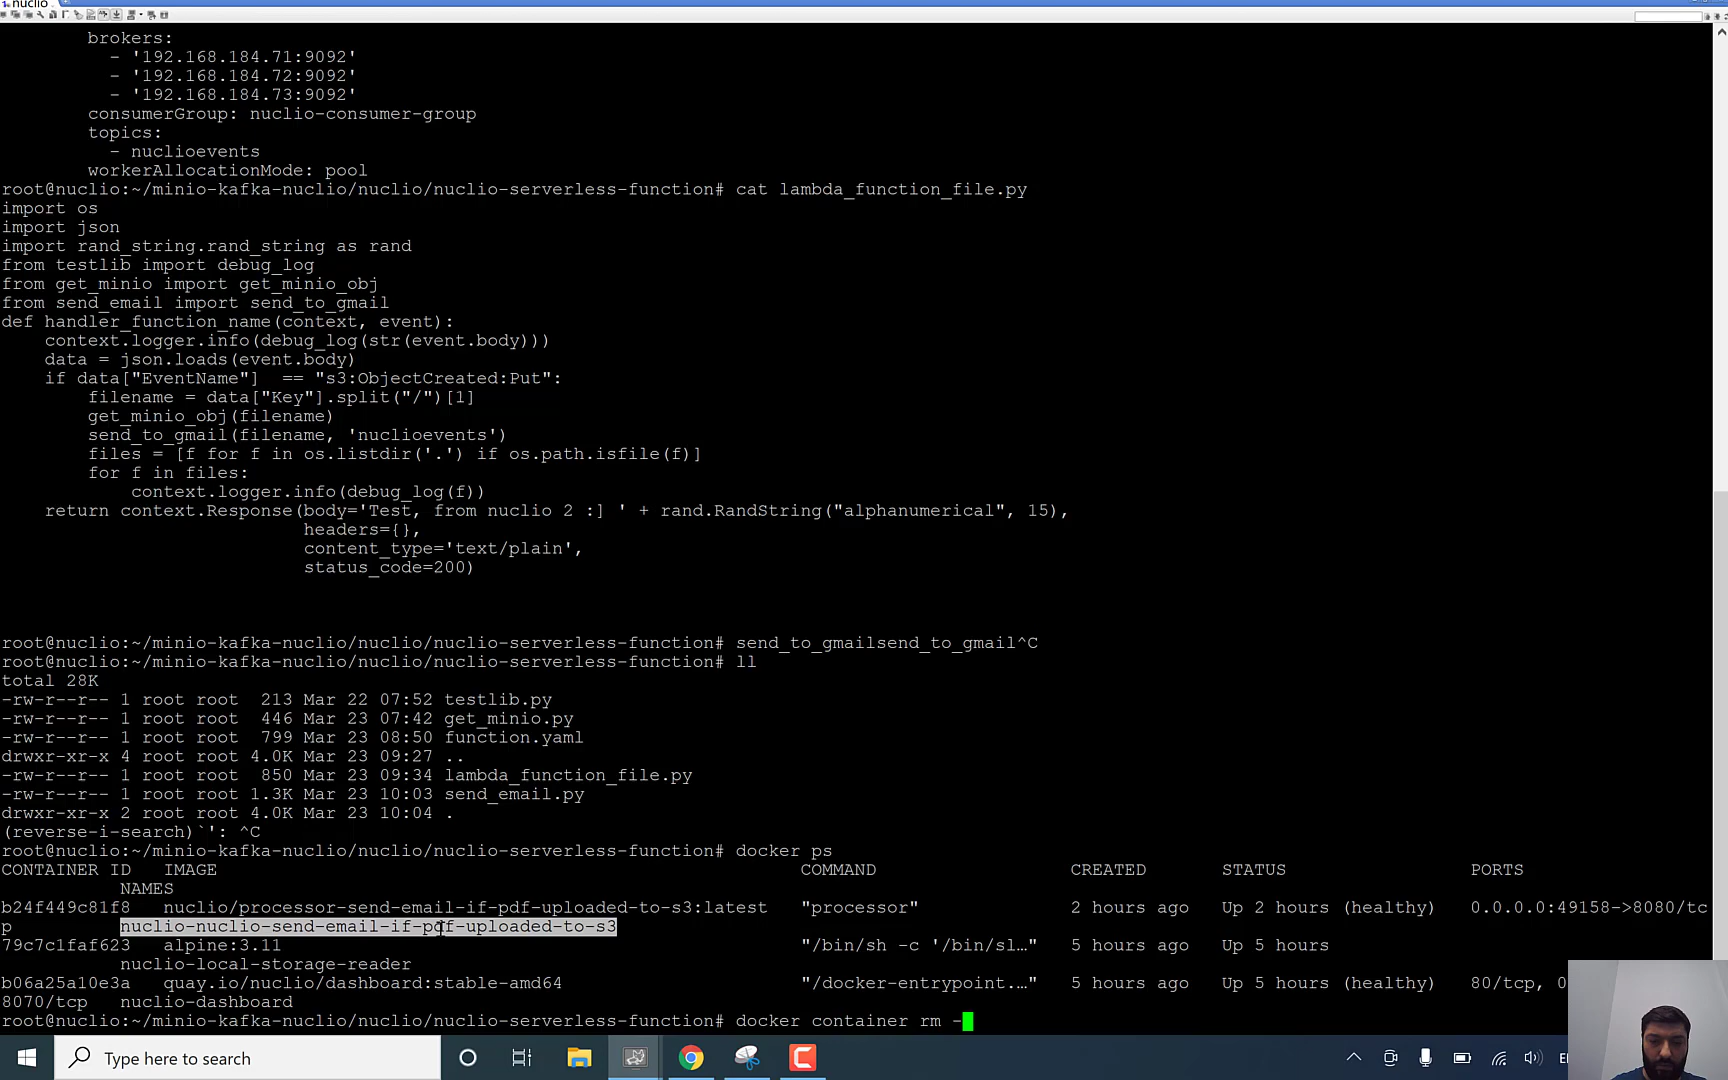 nuclio
brokers:
- '192.168.184.71:9092'
- '192.168.184.72:9092'
- '192.168.184.73:9092'
consumerGroup: nuclio-consumer-group
topics:
- nuclioevents
workerAllocationMode: pool
root@nuclio:~/minio-kafka-nuclio/nuclio/nuclio-serverless-function# cat lambda_function_file.py
import os
import json
import rand_string.rand_string as rand
from testlib import debug_log
from get_minio import get_minio_obj
from send_email import send_to_gmail
def handler_function_name(context, event):
context.logger.info(debug_log(str(event.body)))
data = json.loads(event.body)
if data["EventName"]  == "s3:ObjectCreated:Put":
filename = data["Key"].split("/")[1]
get_minio_obj(filename)
send_to_gmail(filename, 'nuclioevents')
files = [f for f in os.listdir('.') if os.path.isfile(f)]
for f in files:
context.logger.info(debug_log(f))
return context.Response(body='Test, from nuclio 2 :] ' + rand.RandString("alphanumerical", 15),
headers={},
content_type='text/plain',
status_code=200)
root@nuclio:~/minio-kafka-nuclio/nuclio/nuclio-serverless-function# send_to_gmailsend_to_gmail^C
root@nuclio:~/minio-kafka-nuclio/nuclio/nuclio-serverless-function# ll
total 28K
-rw-r--r-- 1 root root  213 Mar 22 07:52 testlib.py
-rw-r--r-- 1 root root  446 Mar 23 07:42 get_minio.py
-rw-r--r-- 1 root root  799 Mar 23 08:50 function.yaml
drwxr-xr-x 4 root root 4.0K Mar 23 09:27 ..
-rw-r--r-- 1 root root  850 Mar 23 09:34 lambda_function_file.py
-rw-r--r-- 1 root root 1.3K Mar 23 10:03 send_email.py
drwxr-xr-x 2 root root 4.0K Mar 23 10:04 .
(reverse-i-search)`': ^C
root@nuclio:~/minio-kafka-nuclio/nuclio/nuclio-serverless-function# docker ps
CONTAINER ID   IMAGE   COMMAND   CREATED   STATUS   PORTS
NAMES
b24f449c81f8   nuclio/processor-send-email-if-pdf-uploaded-to-s3:latest   "processor"   2 hours ago   Up 2 hours (healthy)   0.0.0.0:49158->8080/tc
p   nuclio-nuclio-send-email-if-pdf-uploaded-to-s3
79c7c1faf623   alpine:3.11   "/bin/sh -c '/bin/sl…"   5 hours ago   Up 5 hours
nuclio-local-storage-reader
b06a25a10e3a   quay.io/nuclio/dashboard:stable-amd64   "/docker-entrypoint.…"   5 hours ago   Up 5 hours (healthy)   80/tcp, 0
8070/tcp   nuclio-dashboard
root@nuclio:~/minio-kafka-nuclio/nuclio/nuclio-serverless-function# docker container rm -
Type here to search